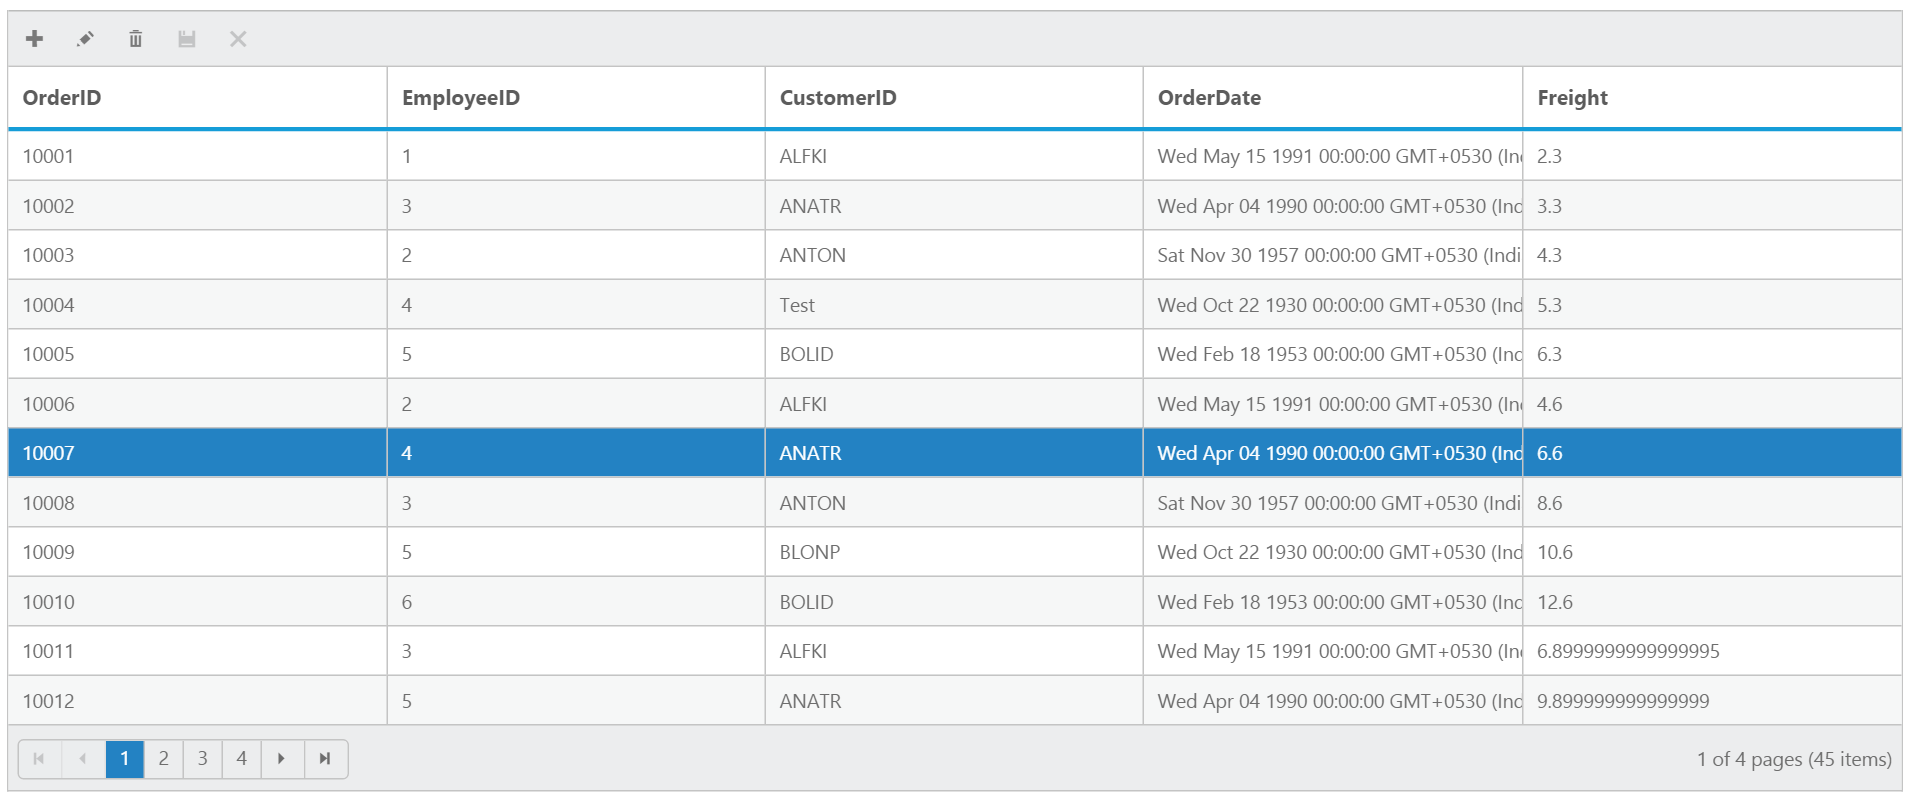 OrderID EmployeeID CustomerID OrderDate Freight
10001 1 ALFKI Wed May 15 1991 00:00:00 GMT+0530 (In 2.3
10002 3 ANATR Wed Apr 04 1990 00:00:00 GMT+0530 (Ind 3.3
10003 2 ANTON Sat Nov 30 1957 00:00:00 GMT+0530 (Indi 4.3
10004 4 Test Wed Oct 22 1930 00:00:00 GMT+0530 (Ind 5.3
10005 5 BOLID Wed Feb 18 1953 00:00:00 GMT+0530 (Ind 6.3
10006 2 ALFKI Wed May 15 1991 00:00:00 GMT+0530 (In 4.6
10007 4 ANATR Wed Apr 04 1990 00:00:00 GMT+0530 (Ind 6.6
10008 3 ANTON Sat Nov 30 1957 00:00:00 GMT+0530 (Indi 8.6
10009 5 BLONP Wed Oct 22 1930 00:00:00 GMT+0530 (Ind 10.6
10010 6 BOLID Wed Feb 18 1953 00:00:00 GMT+0530 (Ind 12.6
10011 3 ALFKI Wed May 15 1991 00:00:00 GMT+0530 (In 6.8999999999999995
10012 5 ANATR Wed Apr 04 1990 00:00:00 GMT+0530 (Ind 9.899999999999999
1 2 3 4 1 of 4 pages (45 items)